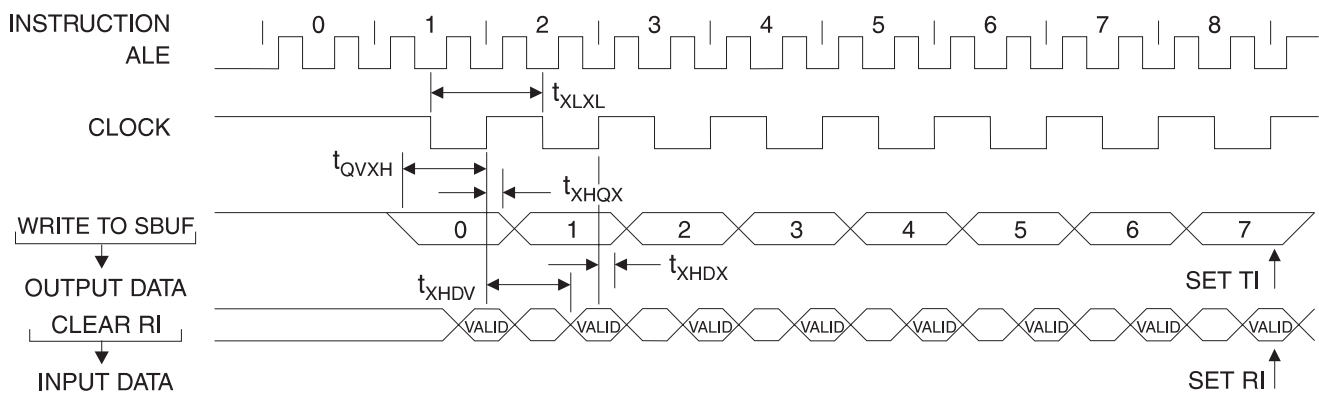 INSTRUCTION 0 1 2 3 4 5 6 7 8
ALE
tXLXL
CLOCK
tQVXH
tXHQX
WRITE TO SBUF 0 1 2 3 4 5 6 7
tXHDX
SET TI
OUTPUT DATA
tXHDV
CLEAR RI VALID VALID VALID VALID VALID VALID VALID VALID
INPUT DATA
SET RI